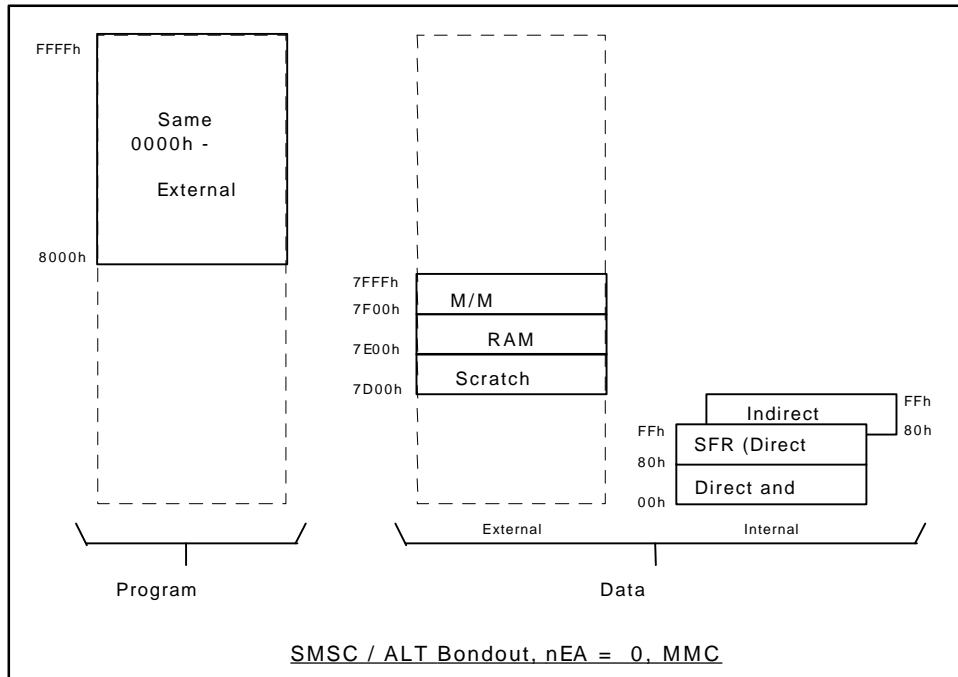 FFFFh
Same
0000h -
External
8000h
7FFFh
M/M
7F00h
RAM
7E00h
Scratch
7D00h
Indirect
FFh
80h
FFh
SFR (Direct
80h
Direct and
00h
External
Internal
Program
Data
SMSC / ALT Bondout, nEA = 0, MMC